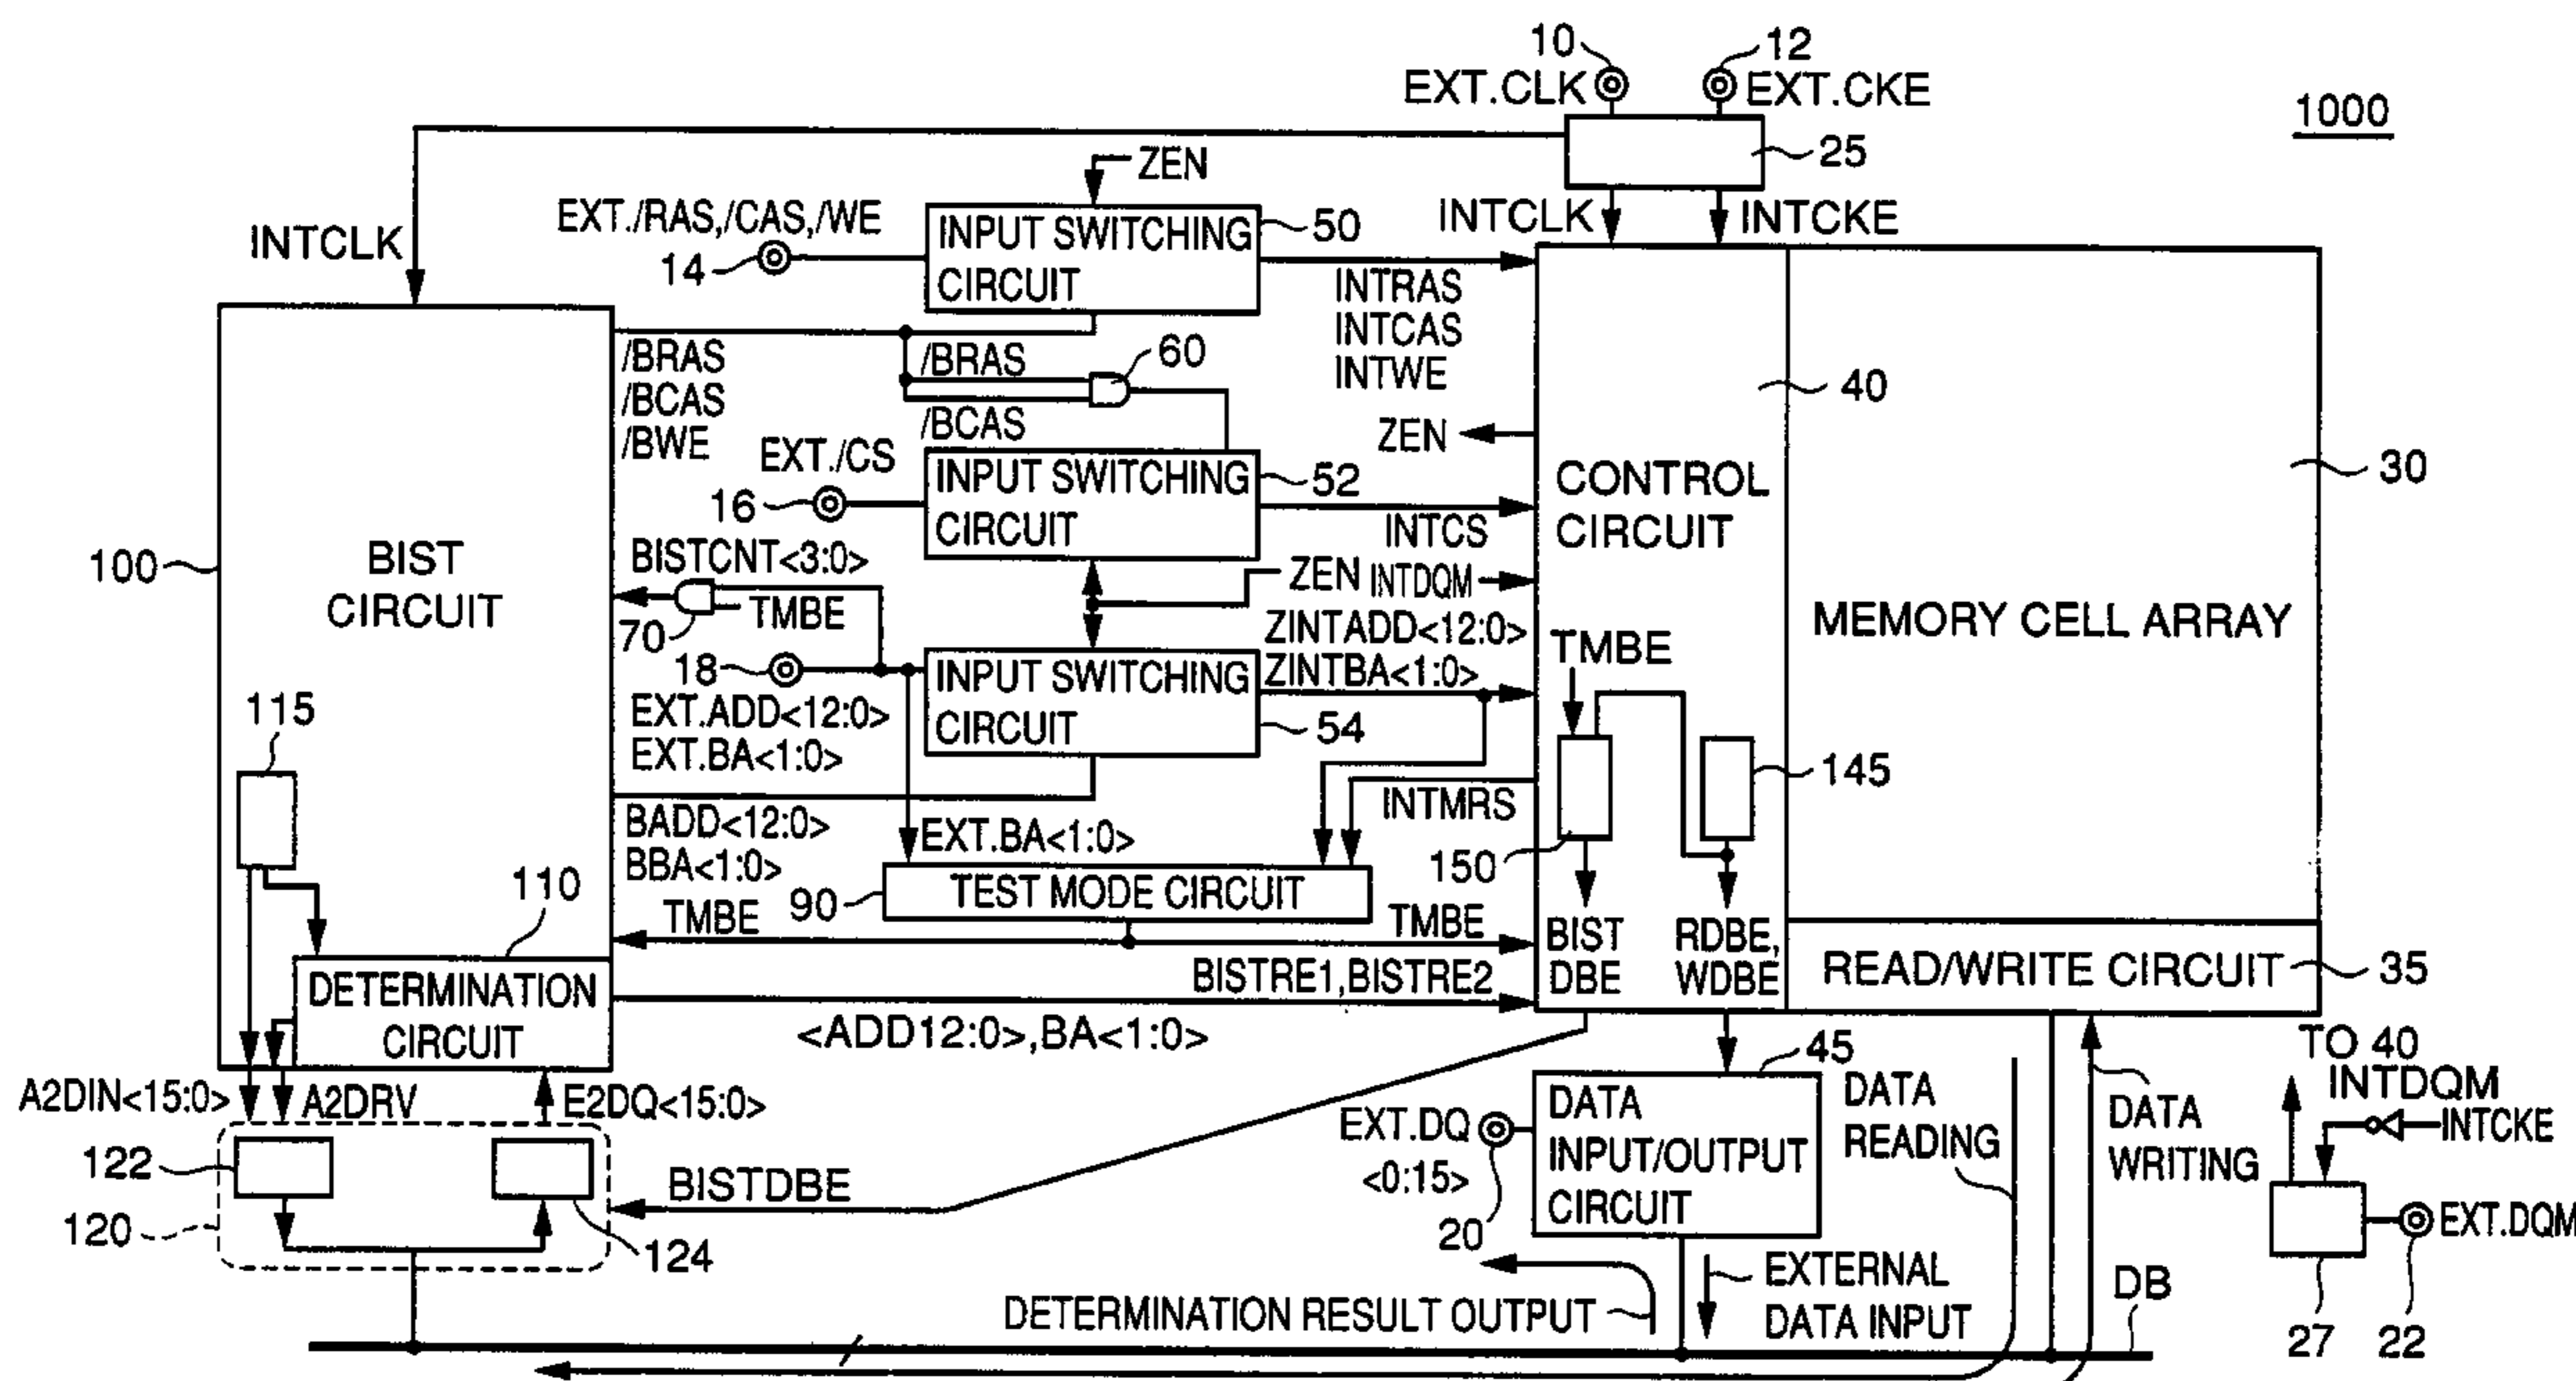 10
12
EXT.CLK
EXT.CKE
1000
25
ZEN
EXT./RAS,/CAS,/WE
14
INPUT SWITCHING
CIRCUIT
50
INTCLK
INTCKE
INTCLK
INTRAS
INTCAS
INTWE
/BRAS
/BCAS
/BWE
/BRAS
60
/BCAS
40
ZEN
EXT./CS
16
INPUT SWITCHING
CIRCUIT
52
INTCS
CONTROL
CIRCUIT
30
100
BIST
CIRCUIT
BISTCNT<3:0>
TMBE
70
ZEN
INTDQM
MEMORY CELL ARRAY
18
INPUT SWITCHING
CIRCUIT
54
ZINTADD<12:0>
ZINTBA<1:0>
TMBE
EXT.ADD<12:0>
EXT.BA<1:0>
115
145
INTMRS
BADD<12:0>
BBA<1:0>
EXT.BA<1:0>
150
110
90
TEST MODE CIRCUIT
TMBE
TMBE
BIST
DBE
RDBE,
WDBE
READ/WRITE CIRCUIT
35
DETERMINATION
CIRCUIT
BISTRE1,BISTRE2
<ADD12:0>,BA<1:0>
A2DIN<15:0>
A2DRV
E2DQ<15:0>
45
DATA
INPUT/OUTPUT
CIRCUIT
EXT.DQ
<0:15>
20
DATA
READING
DATA
WRITING
TO 40
INTDQM
INTCKE
122
120
124
BISTDBE
EXT.DQM
27
22
DETERMINATION RESULT OUTPUT
EXTERNAL
DATA INPUT
DB